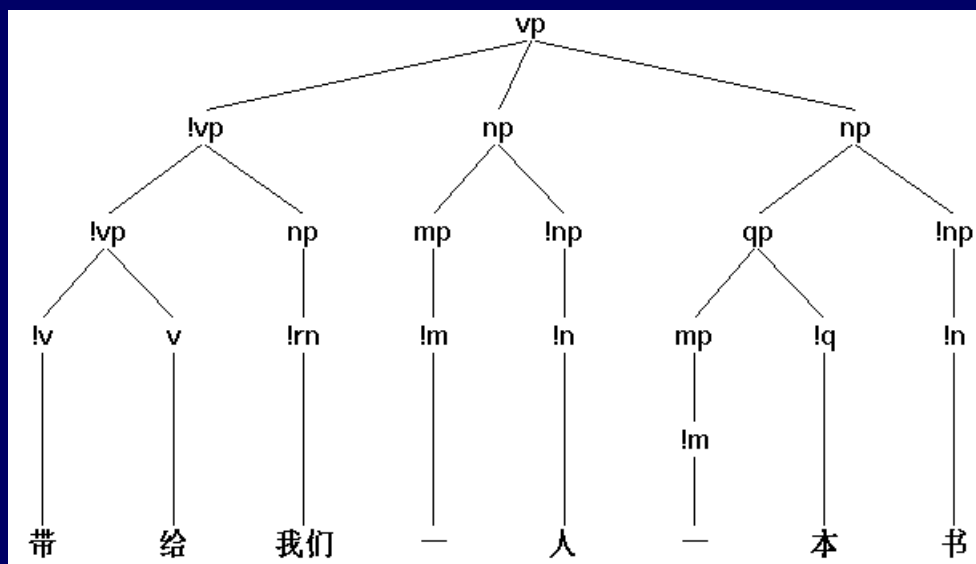 vp
!vp np np
!vp np mp !np qp !np
!v v !rn !m !n mp !q !n
!m
带 给 我们 一 人 一 本 书